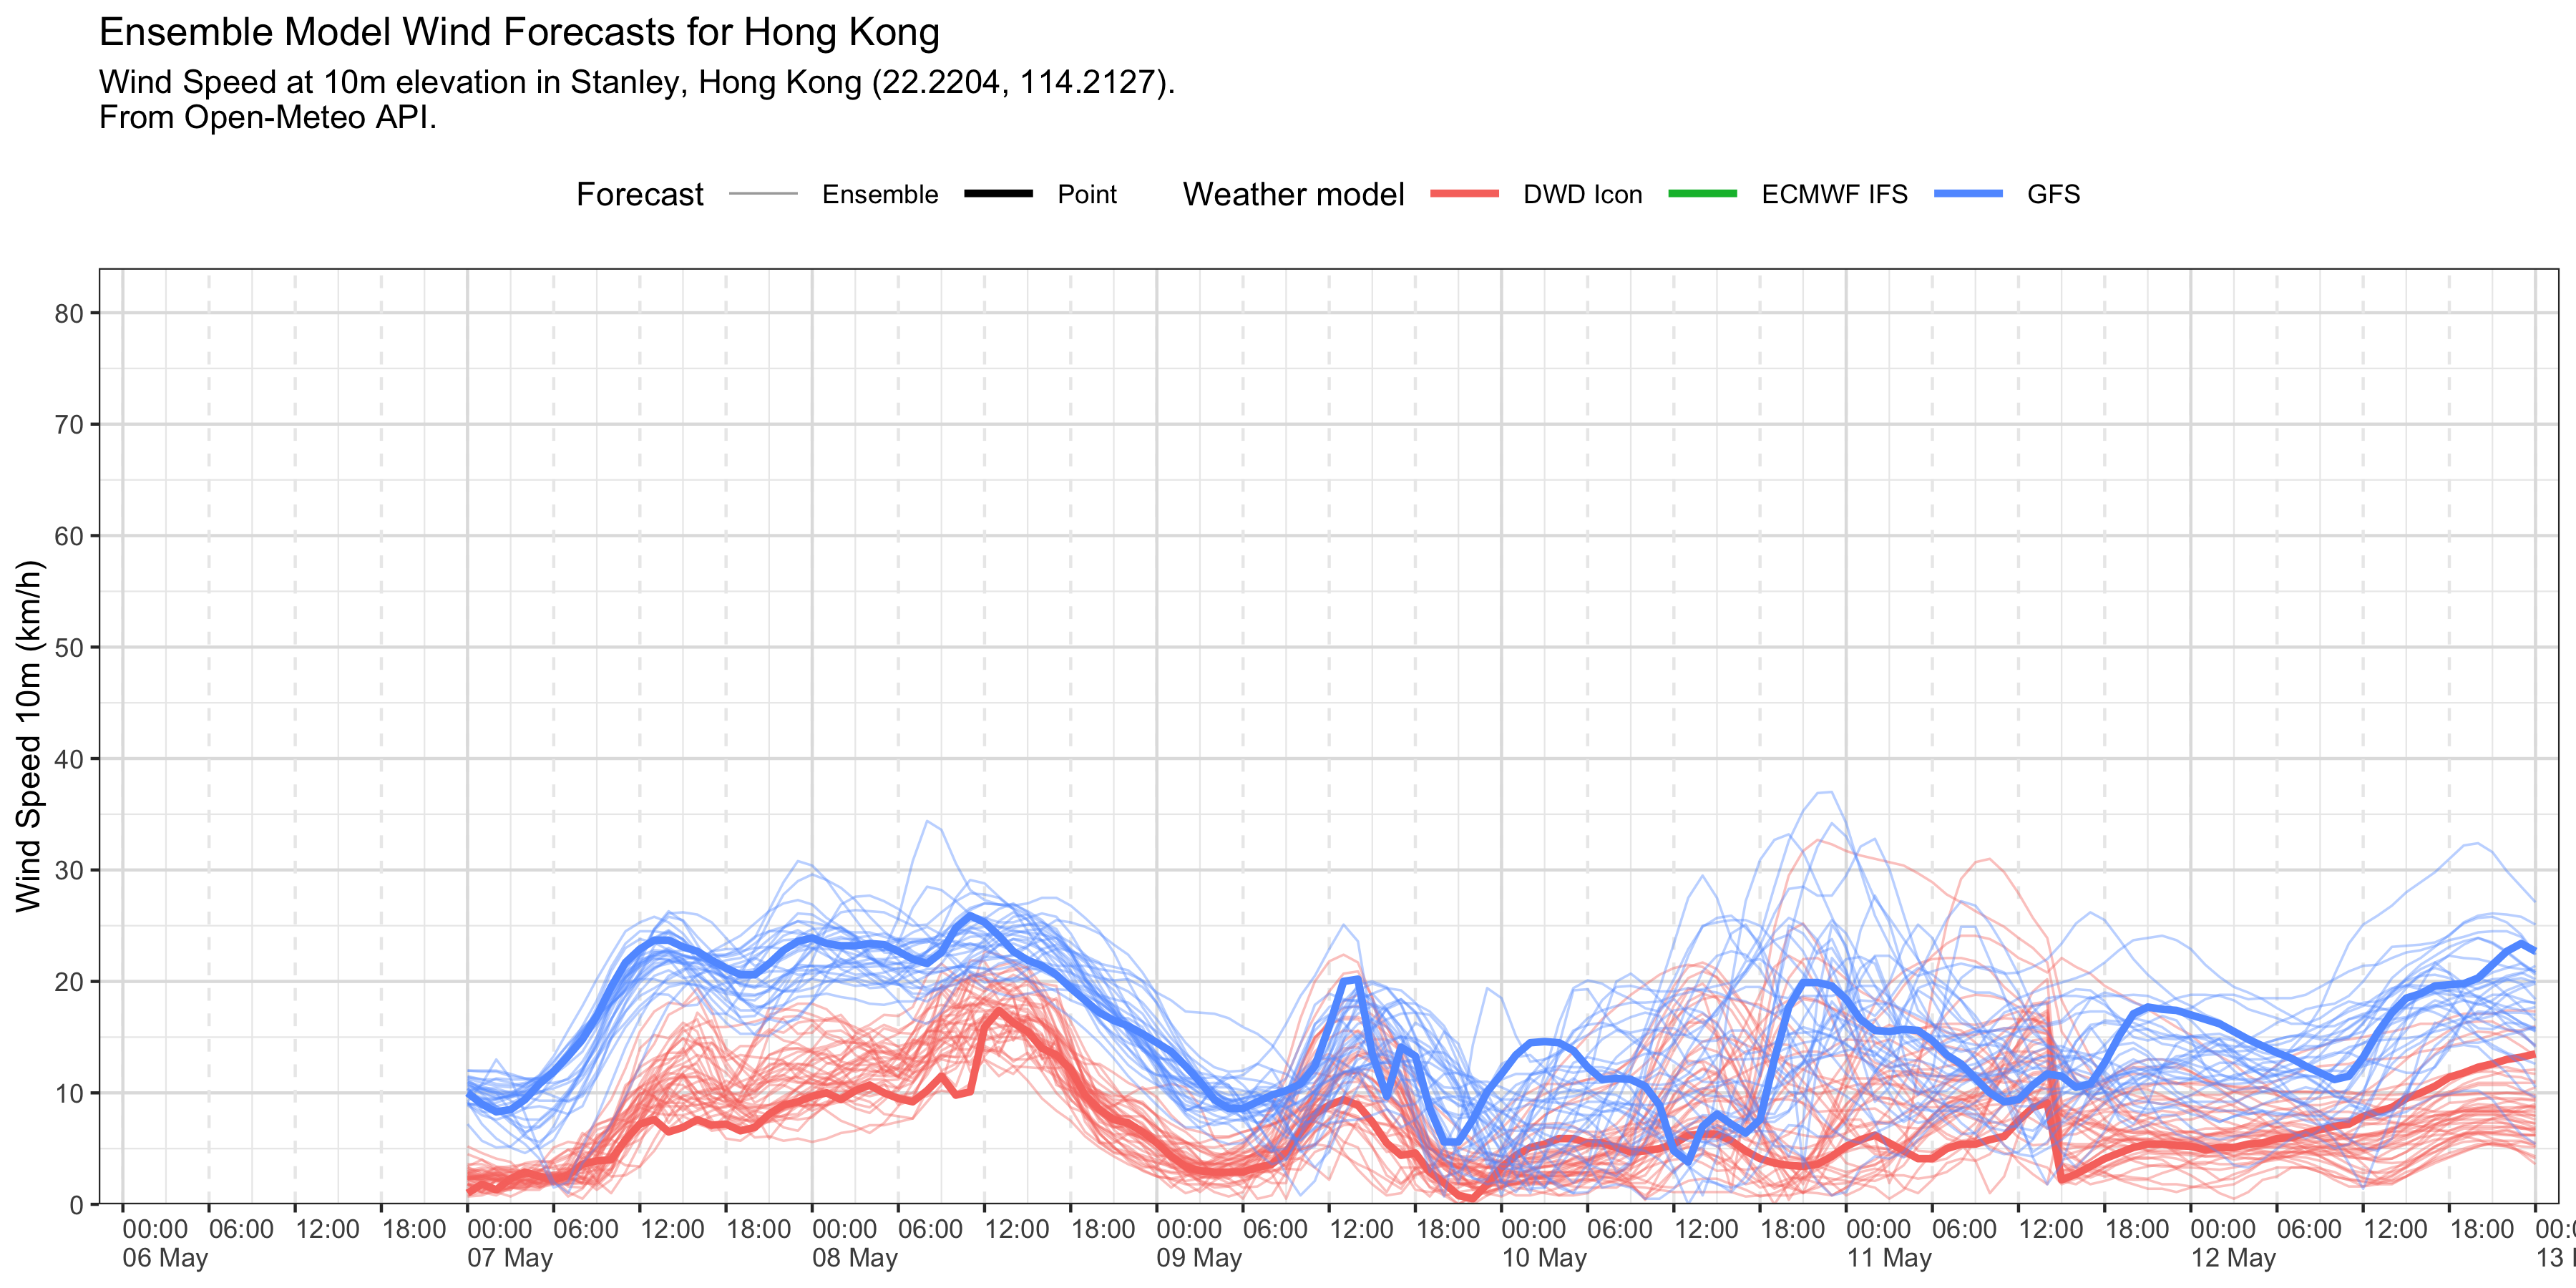 Ensemble Model Wind Forecasts for Hong Kong
Wind Speed at 10m elevation in Stanley, Hong Kong (22.2204, 114.2127).
From Open-Meteo API.
Forecast Ensemble Point Weather model DWD Icon ECMWF IFS GFS
Wind Speed 10m (km/h)
80
70
60
50
40
30
20
10
0
00:00 06:00 12:00 18:00 00:00 06:00 12:00 18:00 00:00 06:00 12:00 18:00 00:00 06:00 12:00 18:00 00:00 06:00 12:00 18:00 00:00 06:00 12:00 18:00 00:00 06:00 12:00 18:00
06 May 07 May 08 May 09 May 10 May 11 May 12 May 13